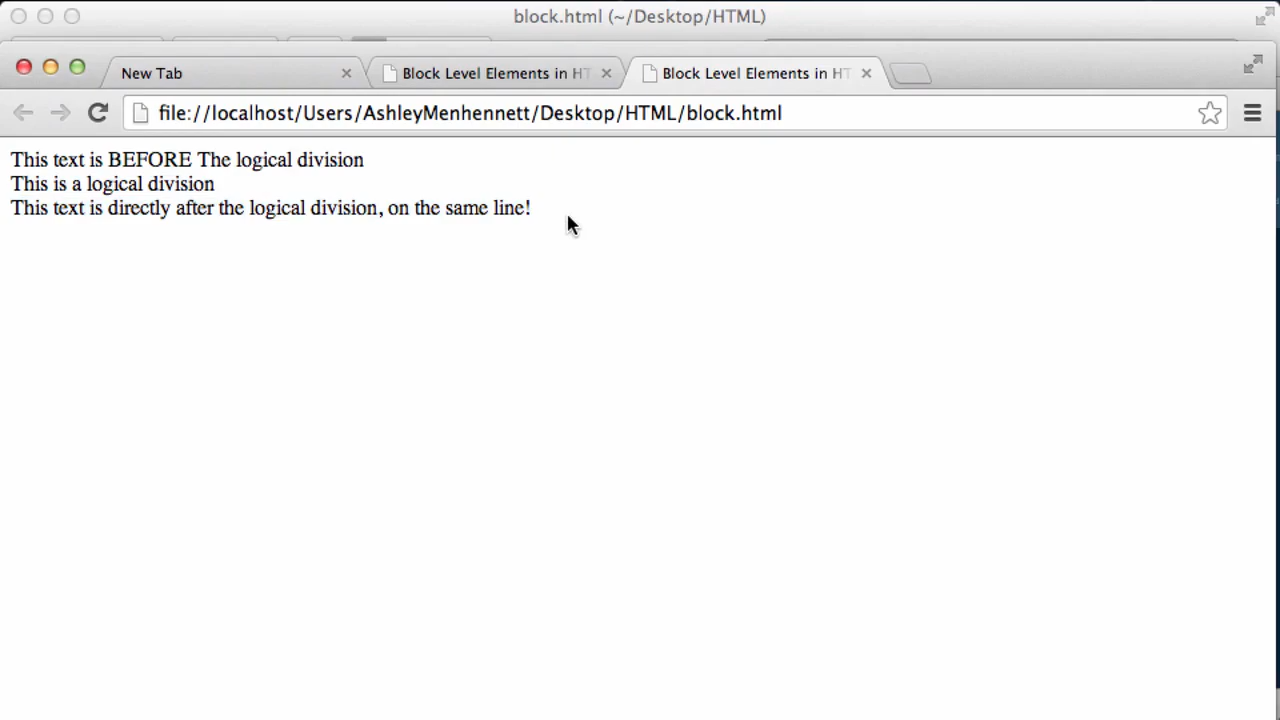 block.html (~/Desktop/HTML)
New Tab
Block Level Elements in HT
Block Level Elements in HT
file://localhost/Users/AshleyMenhennett/Desktop/HTML/block.html
This text is BEFORE The logical division
This is a logical division
This text is directly after the logical division, on the same line!